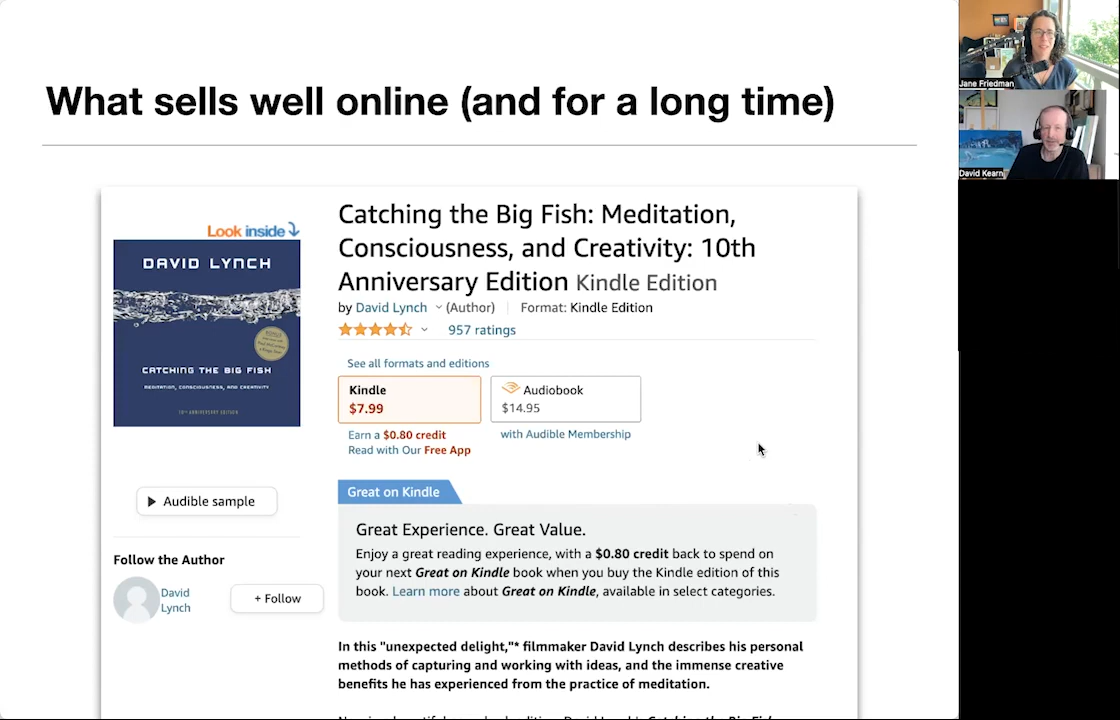 What sells well online (and for a long time)
Jane Friedman
David Kearn
Look inside
DAVID LYNCH
CATCHING THE BIG FISH
MEDITATION, CONSCIOUSNESS, AND CREATIVITY
10TH ANNIVERSARY EDITION
Audible sample
Follow the Author
David
Lynch
+ Follow
Catching the Big Fish: Meditation,
Consciousness, and Creativity: 10th
Anniversary Edition Kindle Edition
by David Lynch (Author) Format: Kindle Edition
957 ratings
See all formats and editions
Kindle
$7.99
Audiobook
$14.95
Earn a $0.80 credit
Read with Our Free App
with Audible Membership
Great on Kindle
Great Experience. Great Value.
Enjoy a great reading experience, with a $0.80 credit back to spend on
your next Great on Kindle book when you buy the Kindle edition of this
book. Learn more about Great on Kindle, available in select categories.
In this "unexpected delight,"* filmmaker David Lynch describes his personal
methods of capturing and working with ideas, and the immense creative
benefits he has experienced from the practice of meditation.